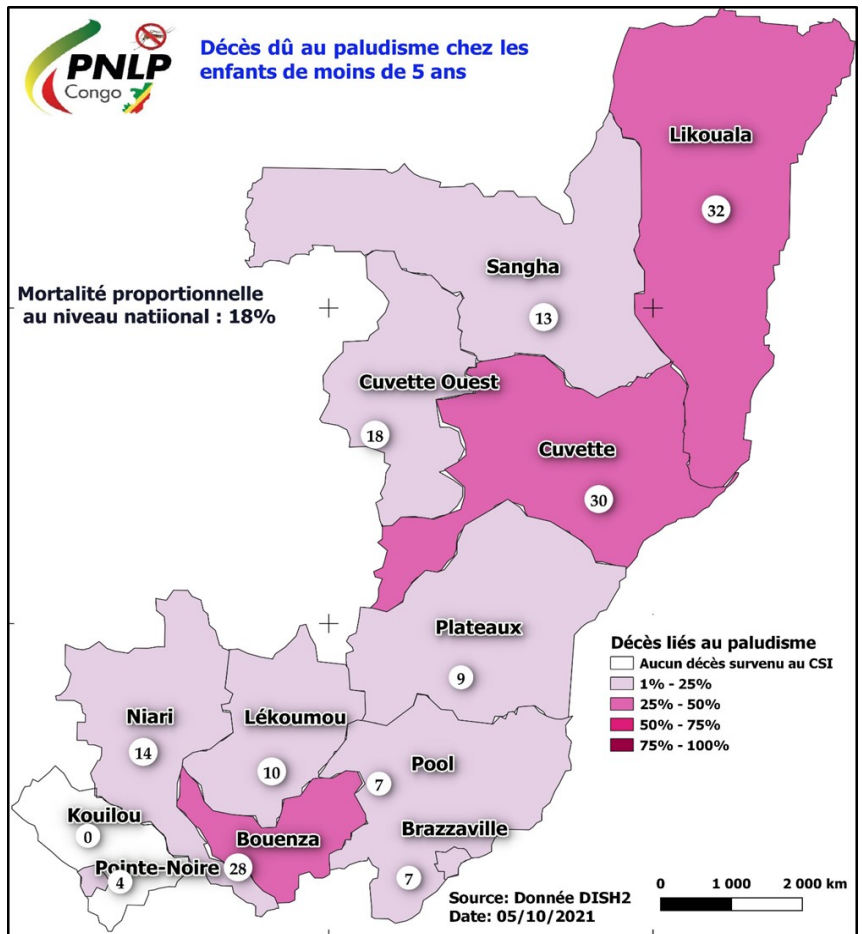 PNLP
Congo
Décès dû au paludisme chez les
enfants de moins de 5 ans
Likouala
32
Sangha
13
Mortalité proportionnelle
au niveau natiional : 18%
Cuvette Ouest
18
Cuvette
30
Plateaux
9
Décès liés au paludisme
Aucun décès survenu au CSI
1% - 25%
25% - 50%
50% - 75%
75% - 100%
Niari
14
Lékoumou
10
Pool
7
Kouilou
0
Bouenza
28
Brazzaville
7
Pointe-Noire
4
Source: Donnée DISH2
Date: 05/10/2021
0 1 000 2 000 km